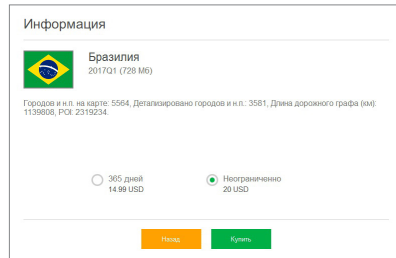 Информация
Бразилия
2017Q1 (728 Мб)
Городов и н.п. на карте: 5564, Детализировано городов и н.п.: 3581, Длина дорожного графа (км):
1139808, POI: 2319234.
365 дней
14.99 USD
Неограниченно
20 USD
Назад
Купить